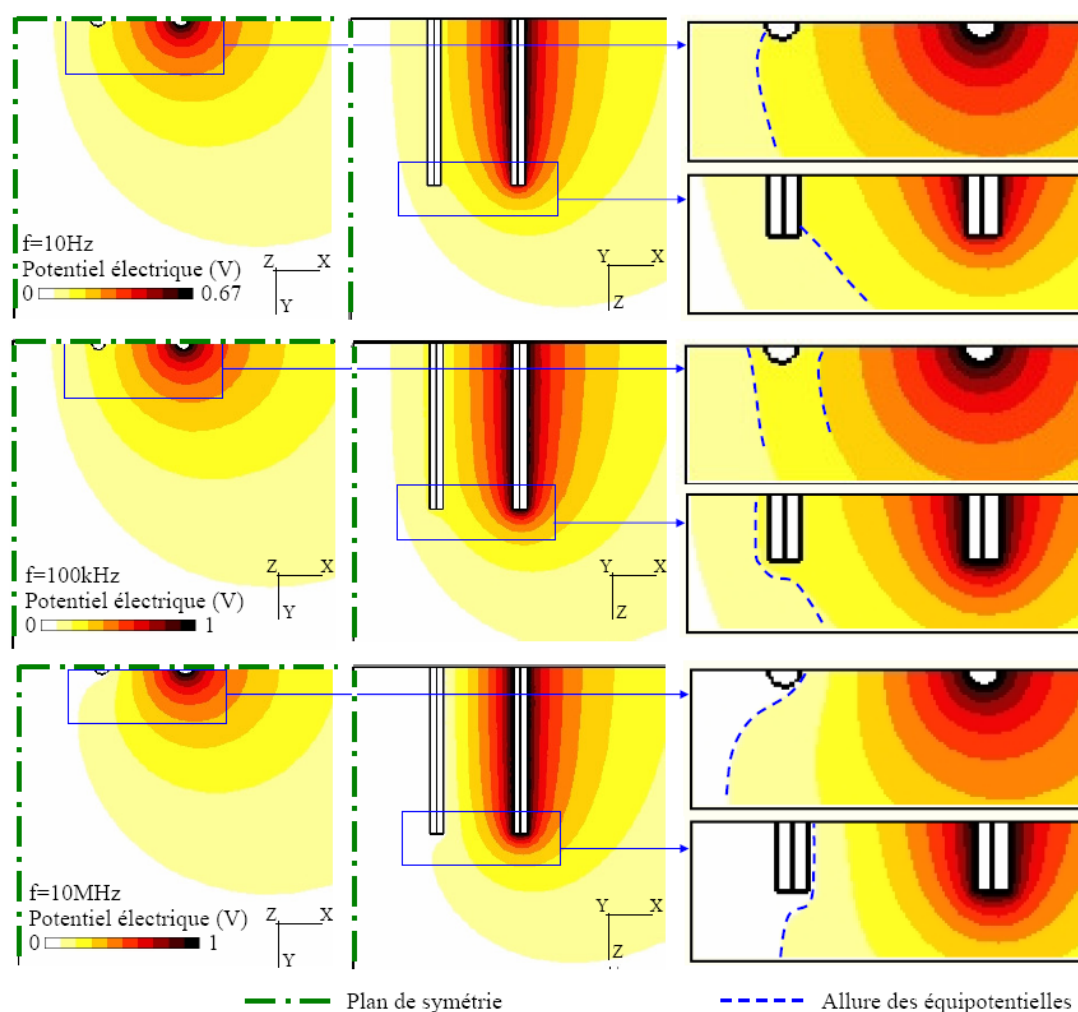 f=10Hz
Potentiel électrique (V)
0 0.67
Z X
Y
Y X
Z
f=100kHz
Potentiel électrique (V)
0 1
Z X
Y
Y X
Z
f=10MHz
Potentiel électrique (V)
0 1
Z X
Y
Y X
Z
Plan de symétrie
Allure des équipotentielles